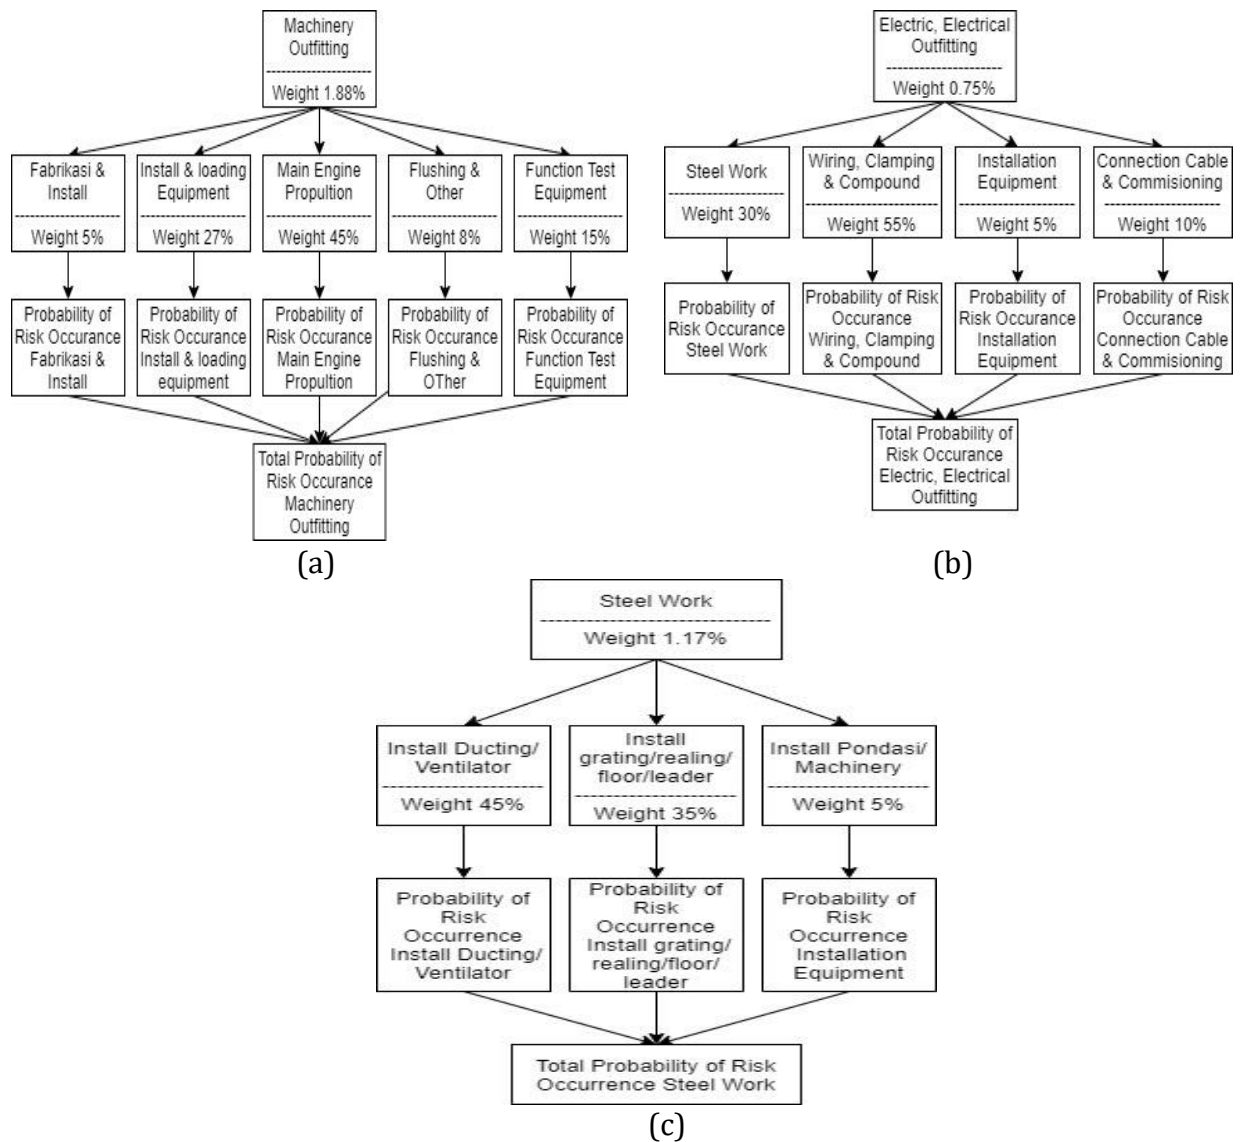 Machinery
Outfitting
Weight 1.88%
Fabrikasi &
Install
Weight 5%
Install & loading
Equipment
Weight 27%
Main Engine
Propultion
Weight 45%
Flushing &
Other
Weight 8%
Function Test
Equipment
Weight 15%
Probability of
Risk Occurance
Fabrikasi &
Install
Probability of
Risk Occurance
Install & loading
equipment
Probability of
Risk Occurance
Main Engine
Propultion
Probability of
Risk Occurance
Flushing &
OTher
Probability of
Risk Occurance
Function Test
Equipment
Total Probability of
Risk Occurance
Machinery
Outfitting
(a)
Electric, Electrical
Outfitting
Weight 0.75%
Steel Work
Weight 30%
Wiring, Clamping
& Compound
Weight 55%
Installation
Equipment
Weight 5%
Connection Cable
& Commisioning
Weight 10%
Probability of
Risk Occurance
Steel Work
Probability of Risk
Occurance
Wiring, Clamping
& Compound
Probability of
Risk Occurance
Installation
Equipment
Probability of Risk
Occurance
Connection Cable
& Commisioning
Total Probability of
Risk Occurance
Electric, Electrical
Outfitting
(b)
Steel Work
Weight 1.17%
Install Ducting/
Ventilator
Weight 45%
Install
grating/realing/
floor/leader
Weight 35%
Install Pondasi/
Machinery
Weight 5%
Probability of
Risk
Occurrence
Install Ducting/
Ventilator
Probability of
Risk
Occurrence
Install grating/
realing/floor/
leader
Probability of
Risk
Occurrence
Installation
Equipment
Total Probability of Risk
Occurrence Steel Work
(c)